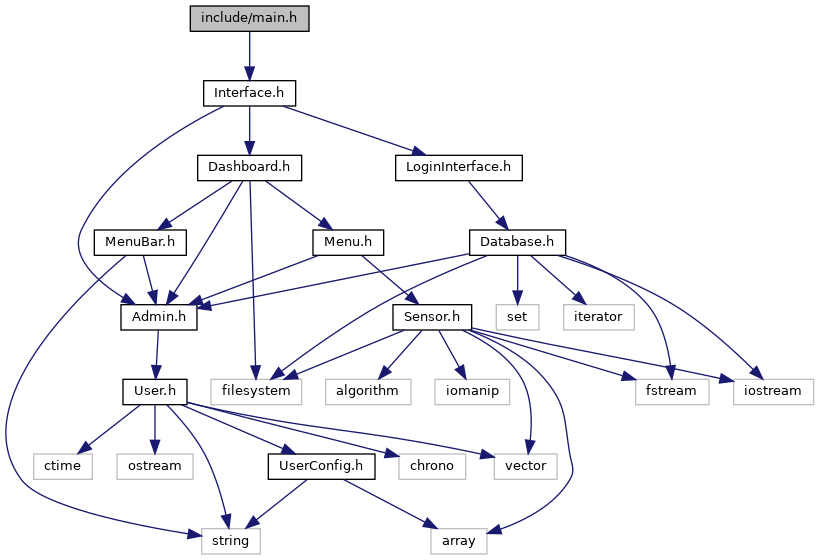 include/main.h
Interface.h
Dashboard.h
LoginInterface.h
MenuBar.h
Menu.h
Database.h
Admin.h
Sensor.h
set
iterator
User.h
filesystem
algorithm
iomanip
fstream
iostream
ctime
ostream
UserConfig.h
chrono
vector
string
array